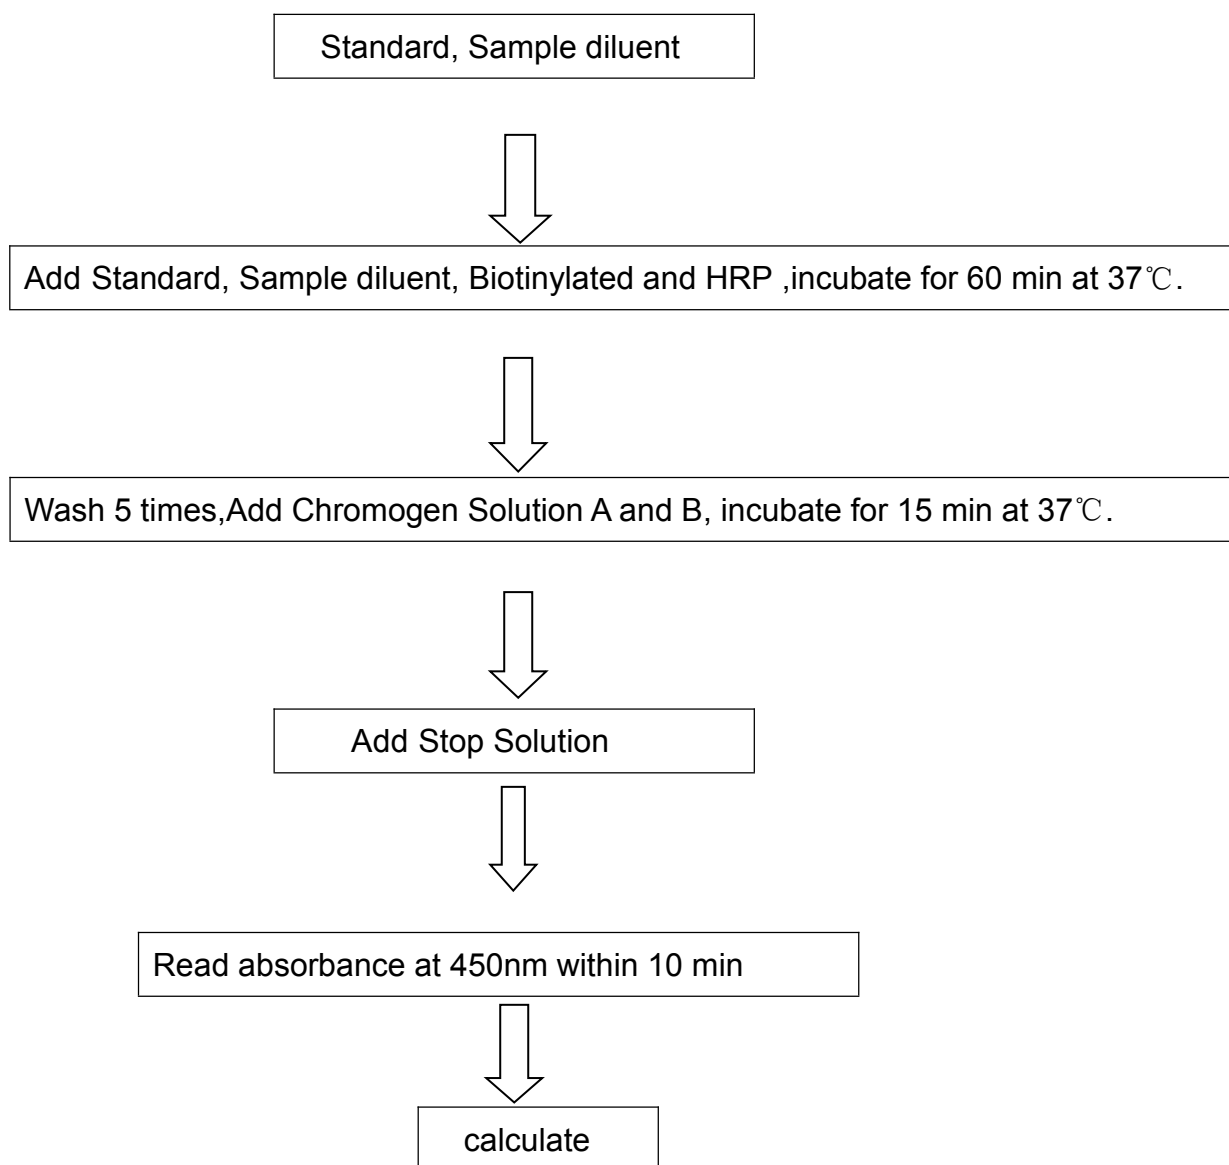 Standard, Sample diluent
Add Standard, Sample diluent, Biotinylated and HRP ,incubate for 60 min at 37℃.
Wash 5 times,Add Chromogen Solution A and B, incubate for 15 min at 37℃.
Add Stop Solution
Read absorbance at 450nm within 10 min
calculate